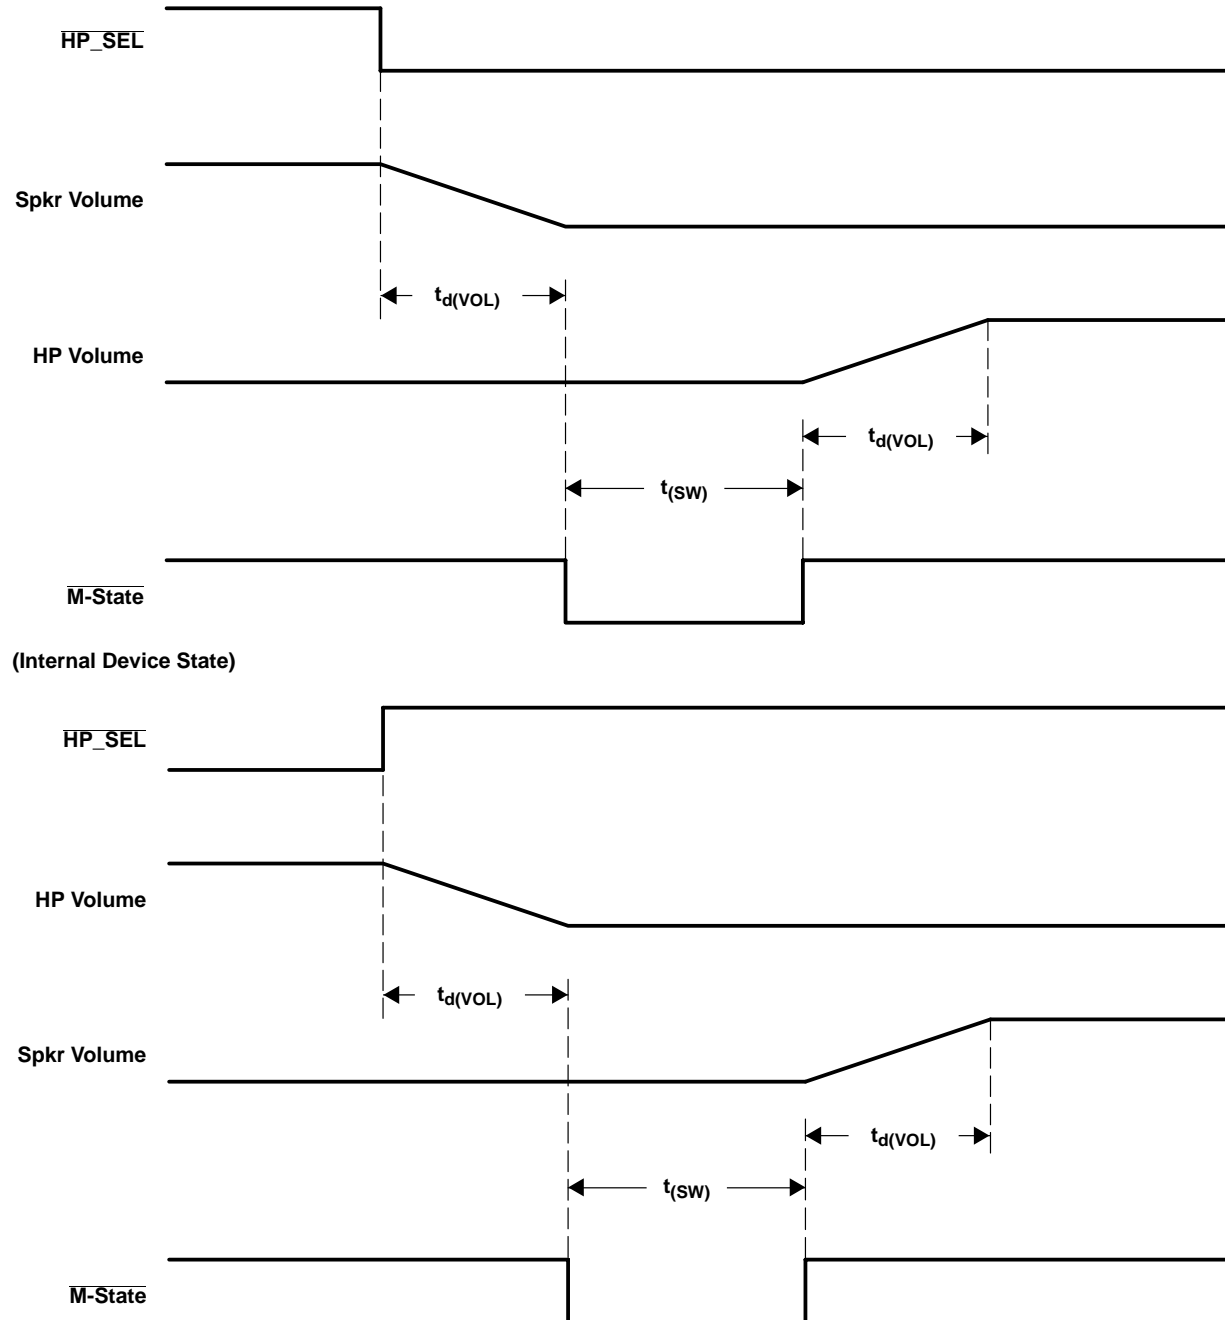 HP_SEL
Spkr Volume
td(VOL)
HP Volume
td(VOL)
t(SW)
M-State
(Internal Device State)
HP_SEL
HP Volume
td(VOL)
Spkr Volume
td(VOL)
t(SW)
M-State